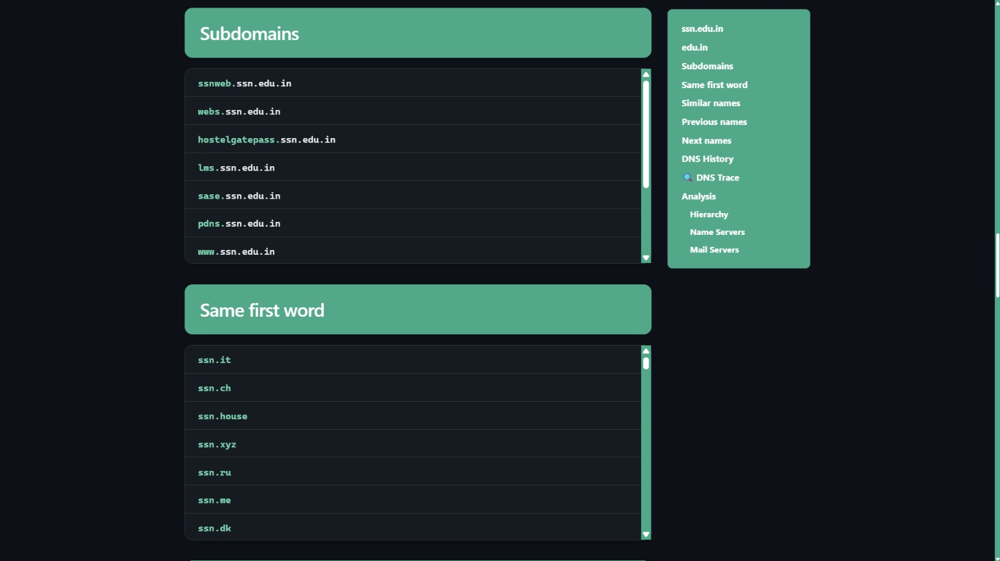 Subdomains
ssnweb.ssn.edu.in
webs.ssn.edu.in
hostelgatepass.ssn.edu.in
lms.ssn.edu.in
sase.ssn.edu.in
pdns.ssn.edu.in
www.ssn.edu.in
Same first word
ssn.it
ssn.ch
ssn.house
ssn.xyz
ssn.ru
ssn.me
ssn.dk
ssn.edu.in
edu.in
Subdomains
Same first word
Similar names
Previous names
Next names
DNS History
🔍 DNS Trace
Analysis
Hierarchy
Name Servers
Mail Servers